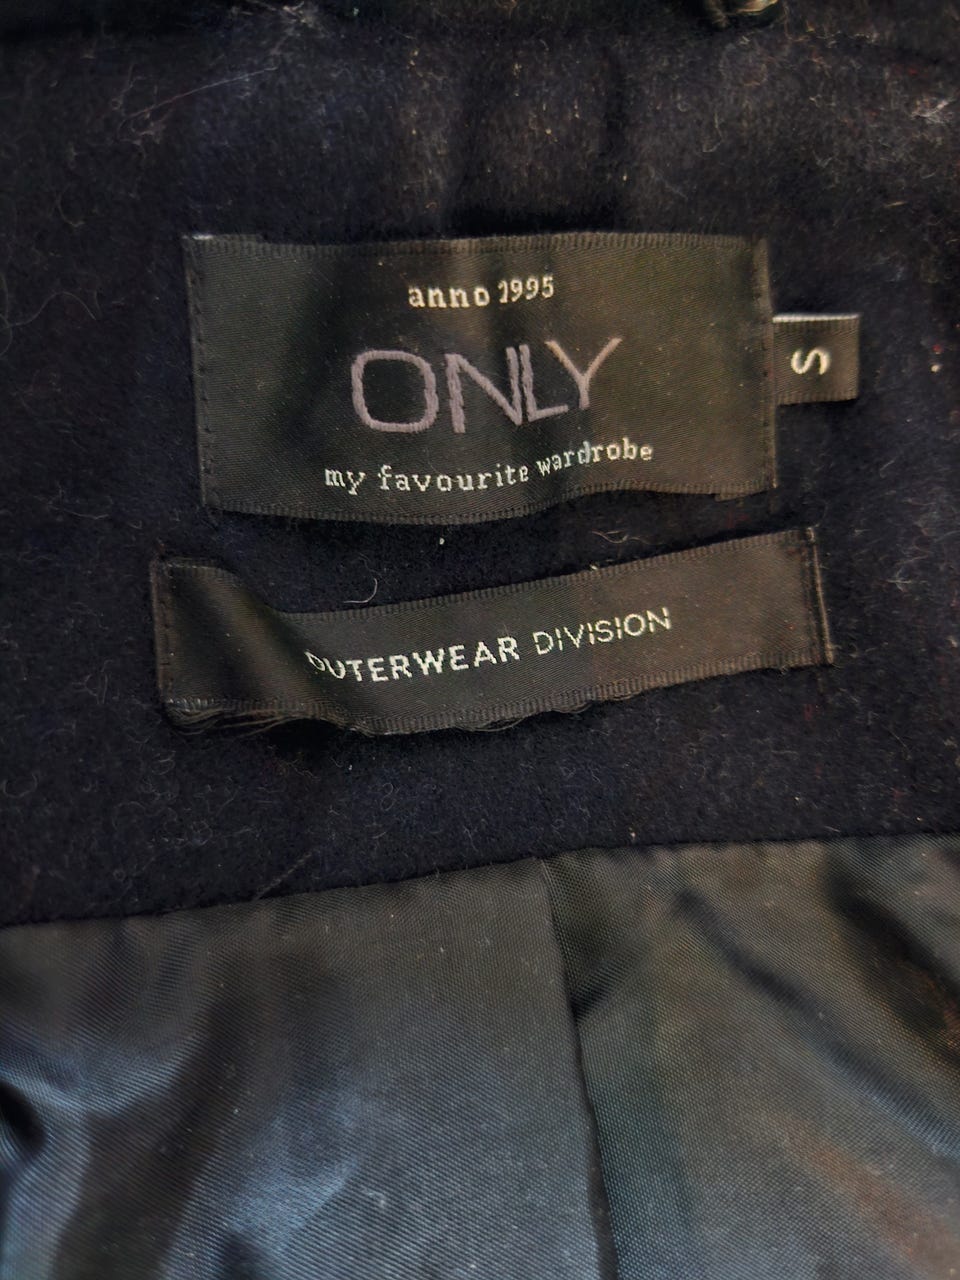 anno 1995
ONLY
my favourite wardrobe
S
OUTERWEAR DIVISION